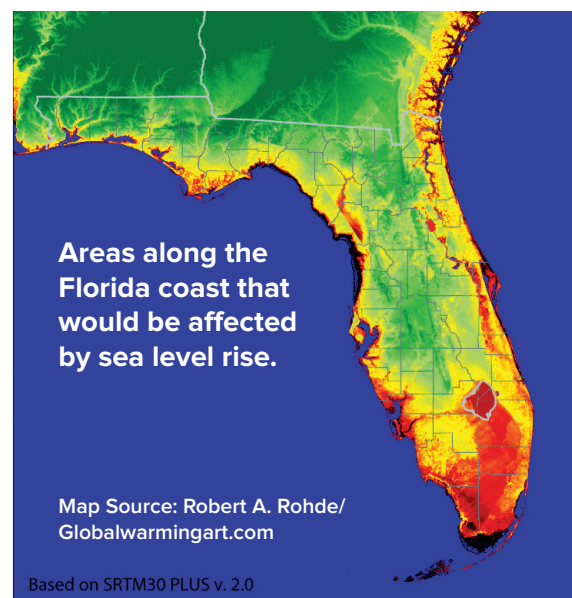 Areas along the
Florida coast that
would be affected
by sea level rise.
Map Source: Robert A. Rohde/
Globalwarmingart.com
Based on SRTM30 PLUS v. 2.0